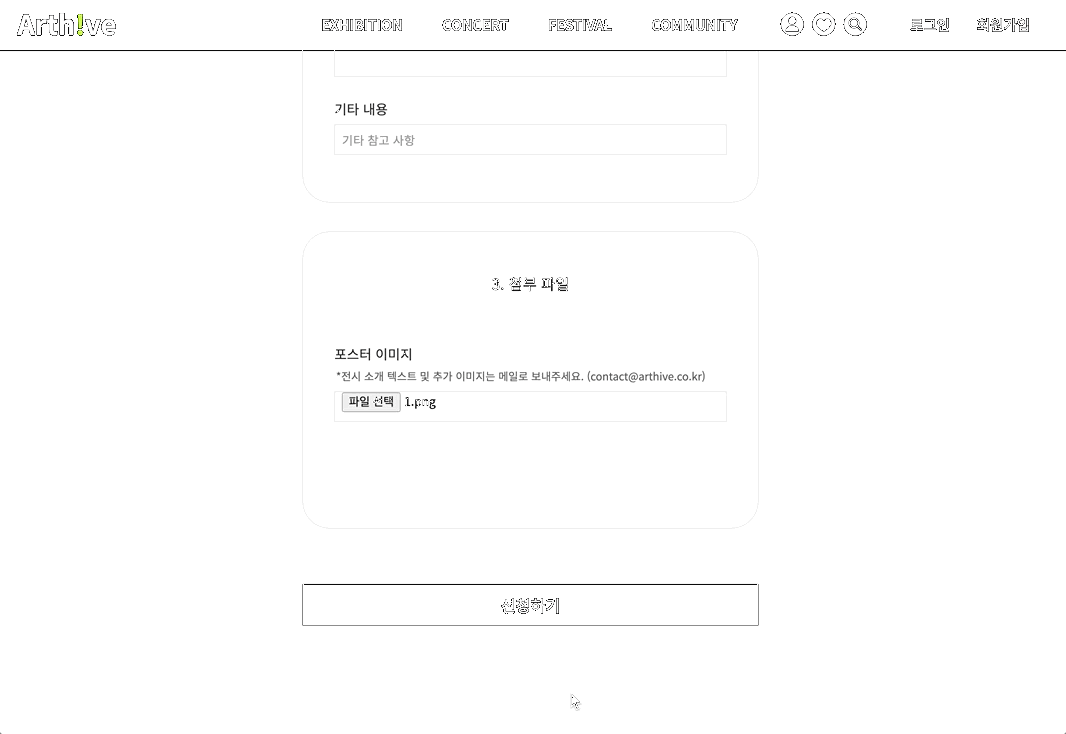 Arth!ve
EXHIBITION CONCERT FESTIVAL COMMUNITY 로그인 회원가입
기타 내용
기타 참고 사항
3. 첨부 파일
포스터 이미지
*전시 소개 텍스트 및 추가 이미지는 메일로 보내주세요. (contact@arthive.co.kr)
파일 선택 1.png
신청하기